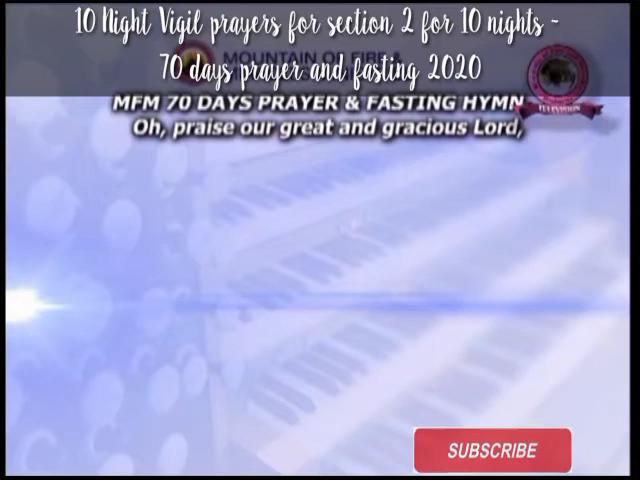 10 Night Vigil prayers for section 2 for 10 nights -
MOUNTAIN OF FIRE &
70 days prayer and fasting 2020
MFM 70 DAYS PRAYER & FASTING HYMN
TELEVISION
Oh, praise our great and gracious Lord,
SUBSCRIBE